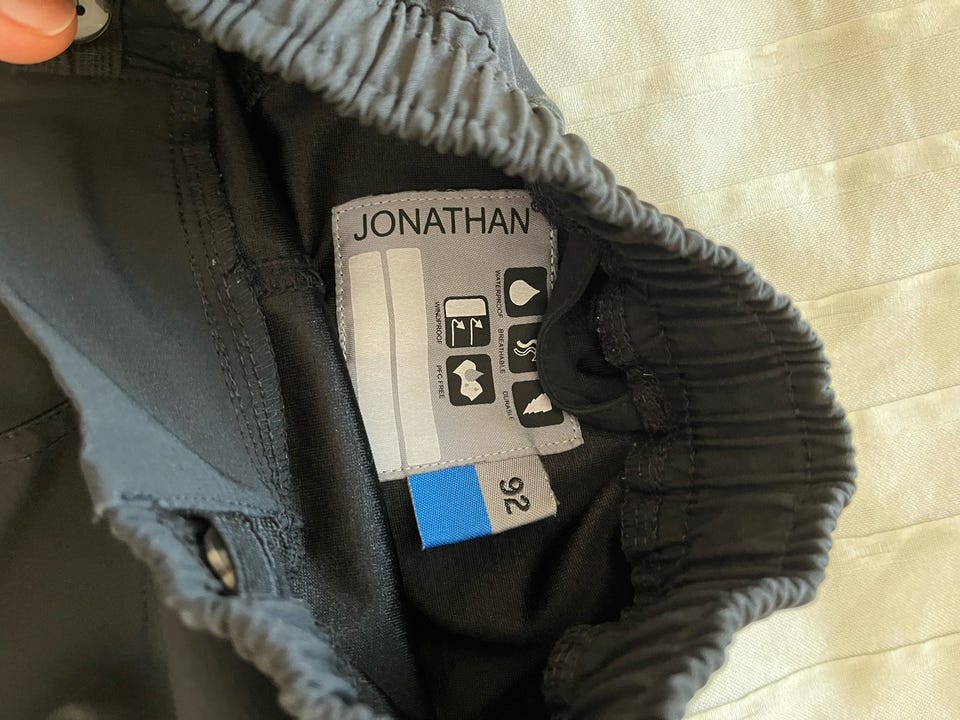 JONATHAN
WATERPROOF
BREATHABLE
DURABLE
WINDPROOF
PFC FREE
92